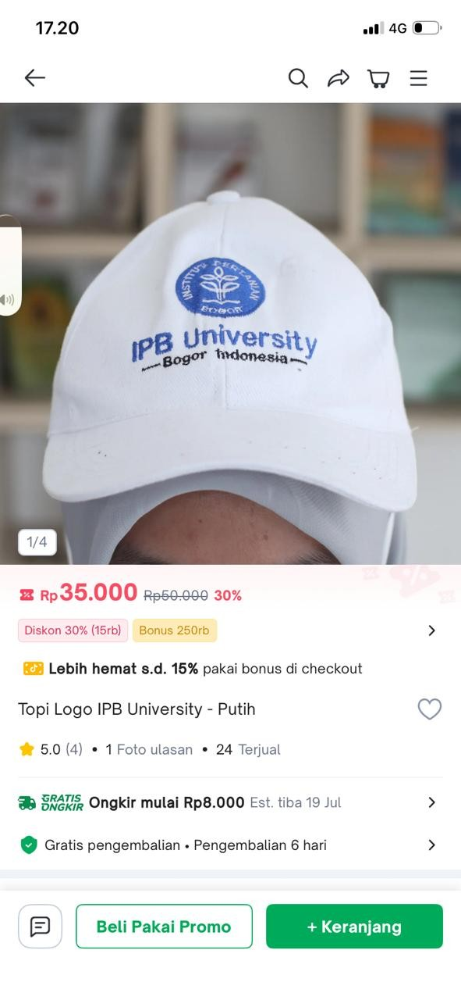 17.20
4G
INSTITUT PERTANIAN
BOGOR
IPB University
Bogor Indonesia
1/4
Rp35.000 Rp50.000 30%
Diskon 30% (15rb) Bonus 250rb
Lebih hemat s.d. 15% pakai bonus di checkout
Topi Logo IPB University - Putih
5.0 (4) • 1 Foto ulasan • 24 Terjual
GRATIS ONGKIR Ongkir mulai Rp8.000 Est. tiba 19 Jul
Gratis pengembalian • Pengembalian 6 hari
Beli Pakai Promo
+ Keranjang